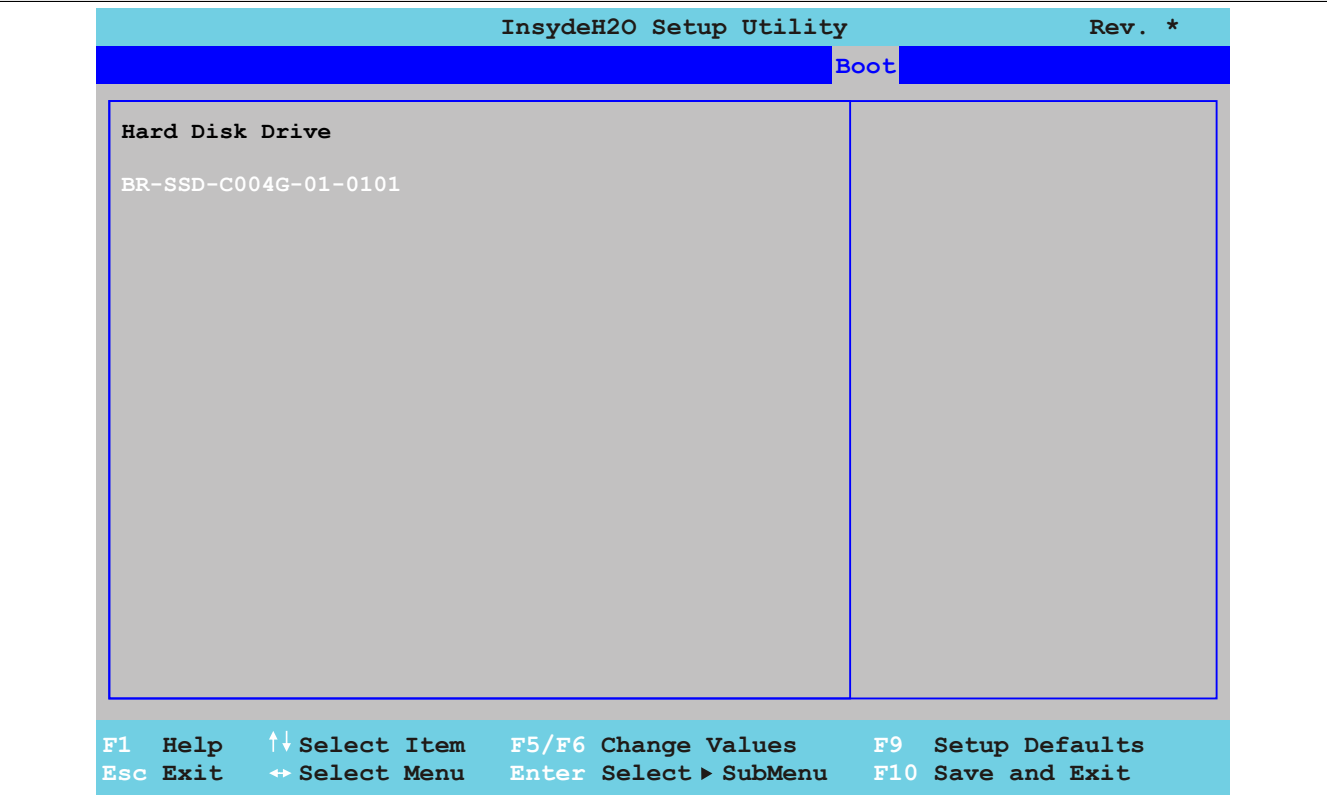 InsydeH2O Setup Utility Rev. *
Boot
Hard Disk Drive
BR-SSD-C004G-01-0101
F1 Help ↑↓ Select Item F5/F6 Change Values F9 Setup Defaults
Esc Exit ↔ Select Menu Enter Select ▶ SubMenu F10 Save and Exit